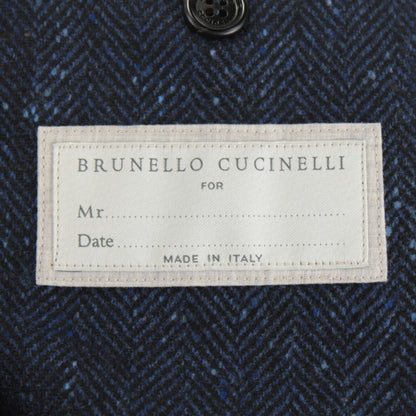 BRUNELLO CUCINELLI
FOR
Mr.......................................
Date....................................
MADE IN ITALY